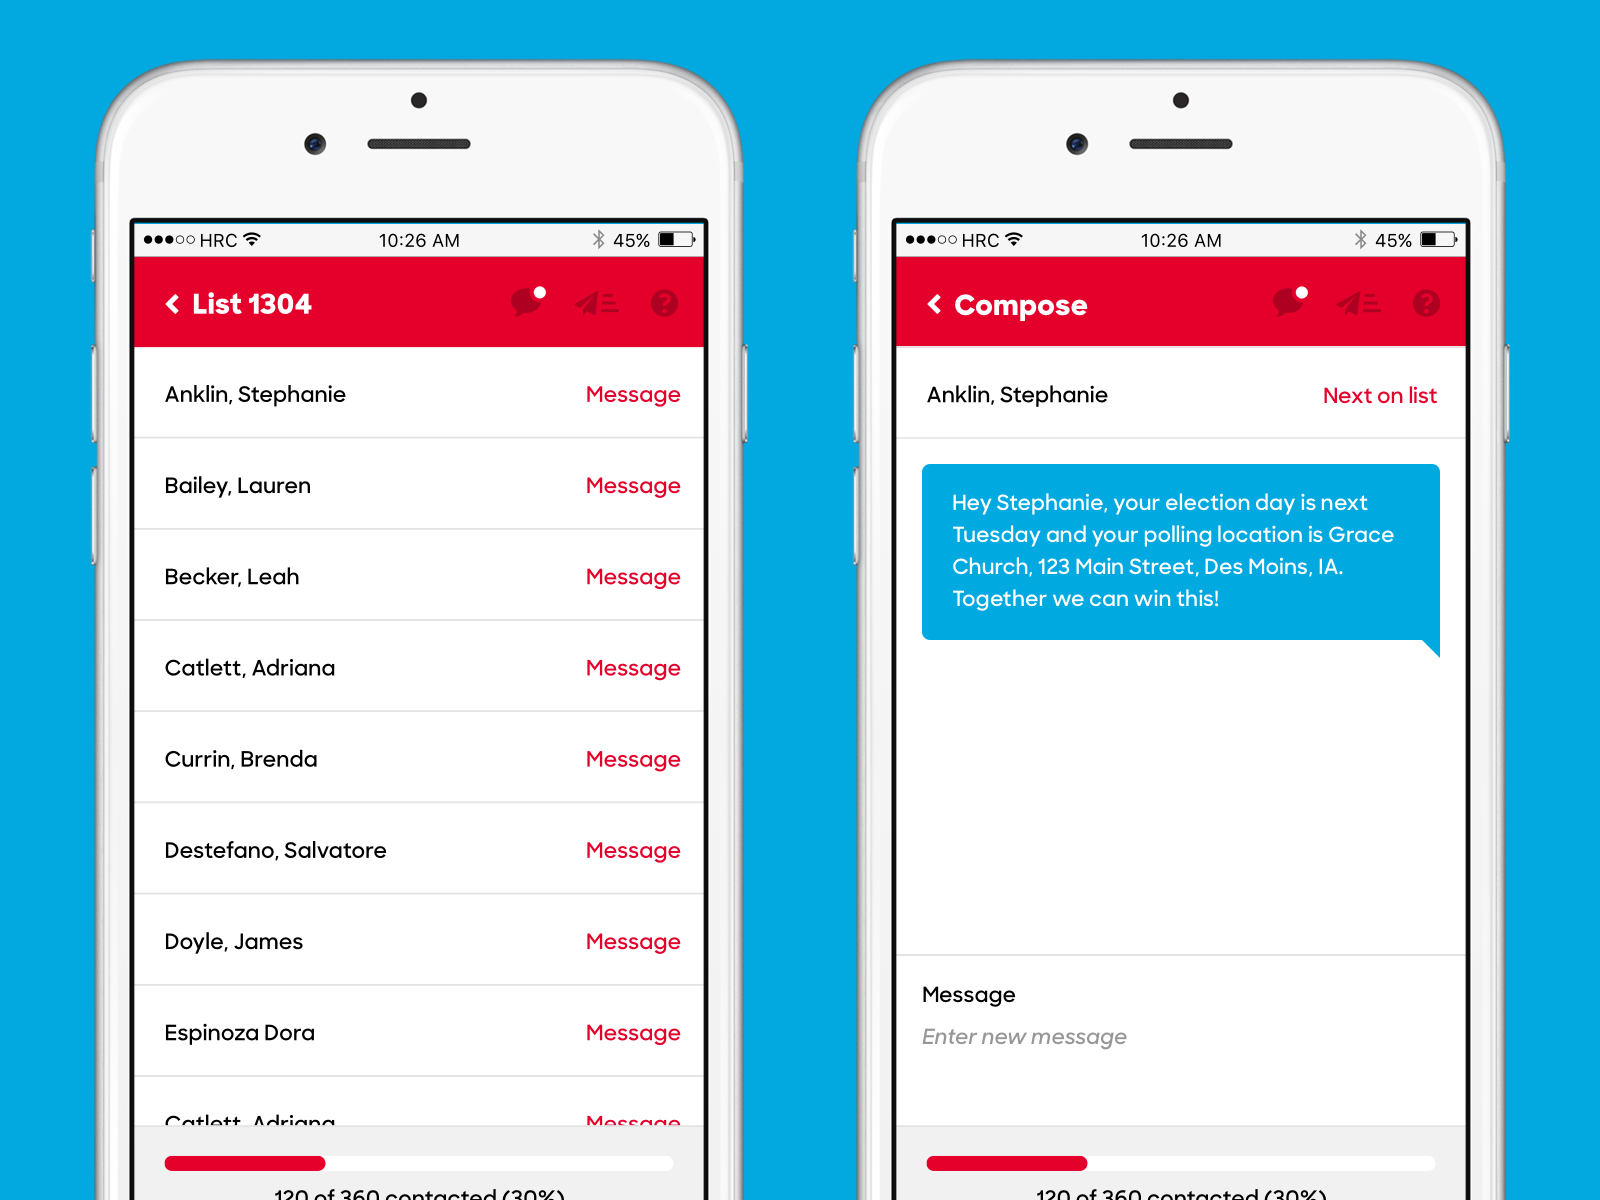 HRC 10:26 AM 45%
List 1304
Anklin, Stephanie Message
Bailey, Lauren Message
Becker, Leah Message
Catlett, Adriana Message
Currin, Brenda Message
Destefano, Salvatore Message
Doyle, James Message
Espinoza Dora Message
Catlett, Adriana Message
120 of 360 contacted (30%)
HRC 10:26 AM 45%
Compose
Anklin, Stephanie Next on list
Hey Stephanie, your election day is next
Tuesday and your polling location is Grace
Church, 123 Main Street, Des Moins, IA.
Together we can win this!
Message
Enter new message
120 of 360 contacted (30%)